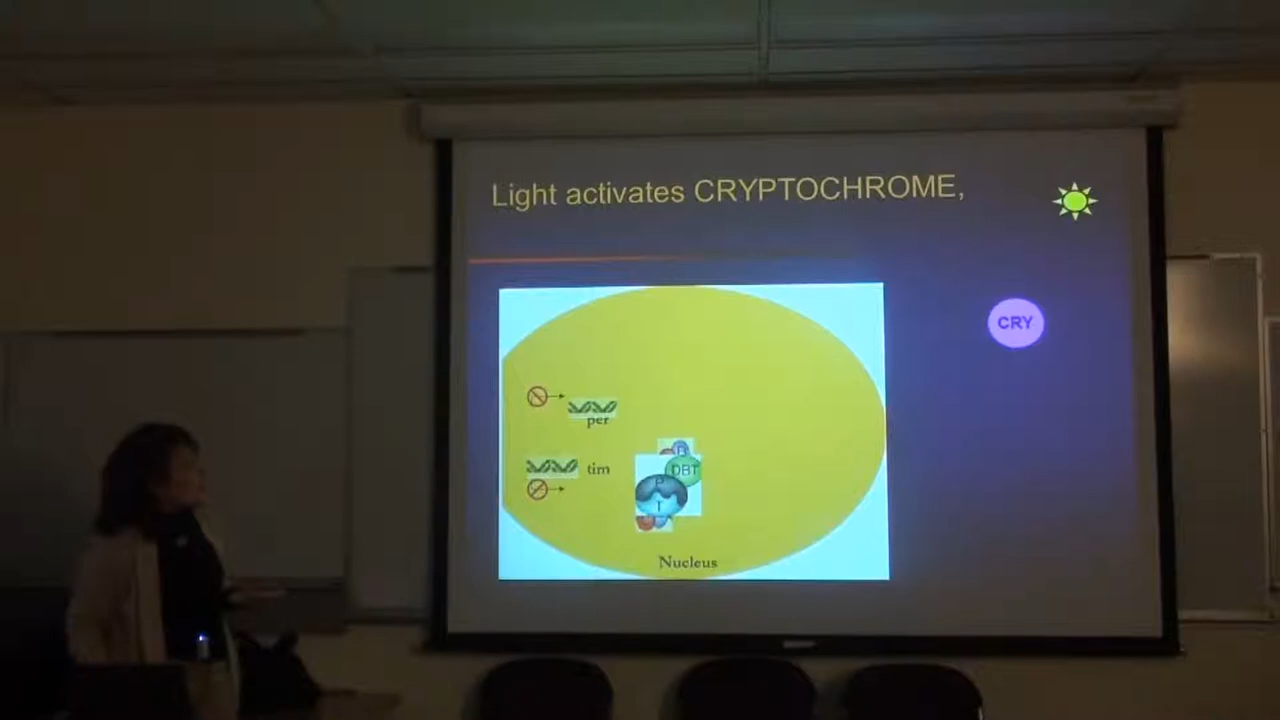 Light activates CRYPTOCHROME,
CRY
per
B
DBT
tim
P
T
Nucleus